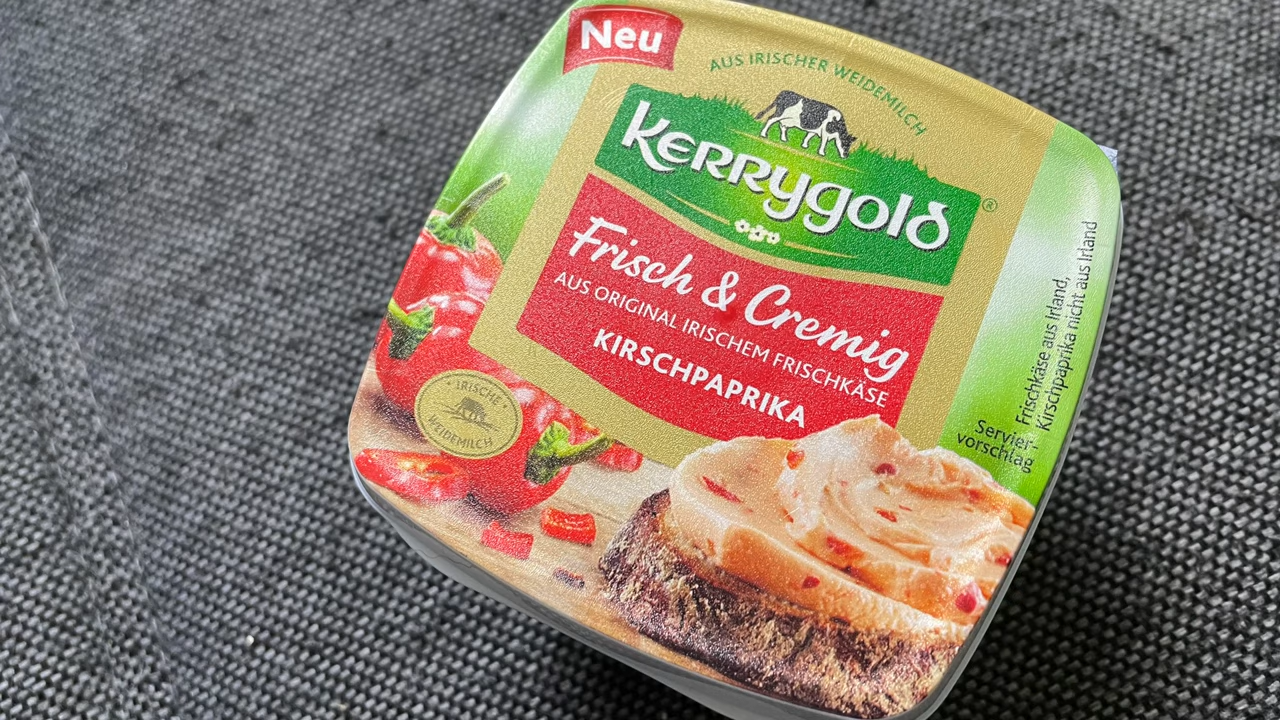 Neu
AUS IRISCHER WEIDEMILCH
Kerrygold®
Frisch & Cremig
AUS ORIGINAL IRISCHEM FRISCHKÄSE
KIRSCHPAPRIKA
• IRISCHE •
WEIDEMILCH
Frischkäse aus Irland,
Kirschpaprika nicht aus Irland
Servier-
vorschlag